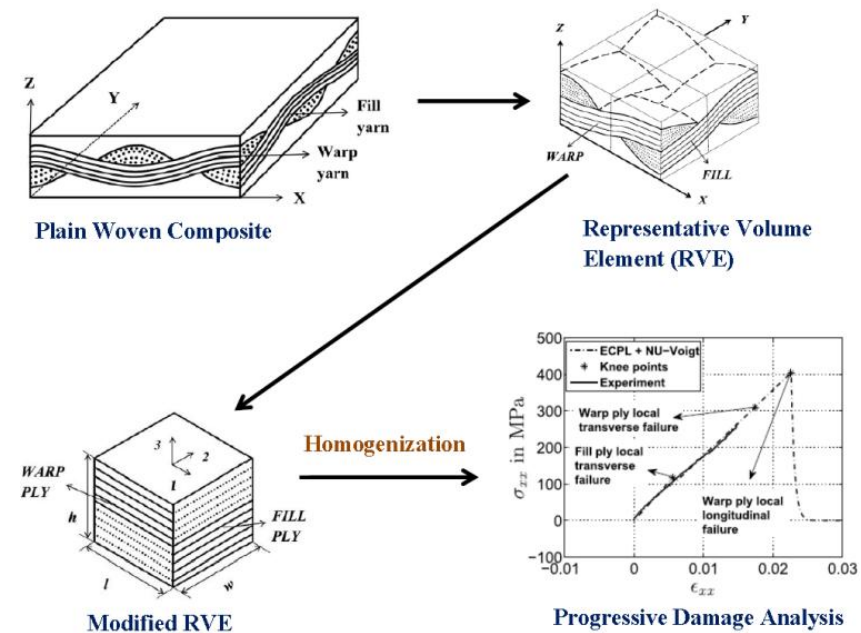 Z
Y
Fill
yarn
Warp
yarn
X
Plain Woven Composite
Z
Y
WARP
FILL
X
Representative Volume
Element (RVE)
3
2
1
WARP
PLY
h
FILL
PLY
l
w
Modified RVE
Homogenization
500
400
300
200
100
0
−100
σxx in MPa
ECPL + NU−Voigt
Knee points
Experiment
Warp ply local
transverse failure
Fill ply local
transverse
failure
Warp ply local
longitudinal
failure
−0.01
0
0.01
0.02
0.03
ϵxx
Progressive Damage Analysis